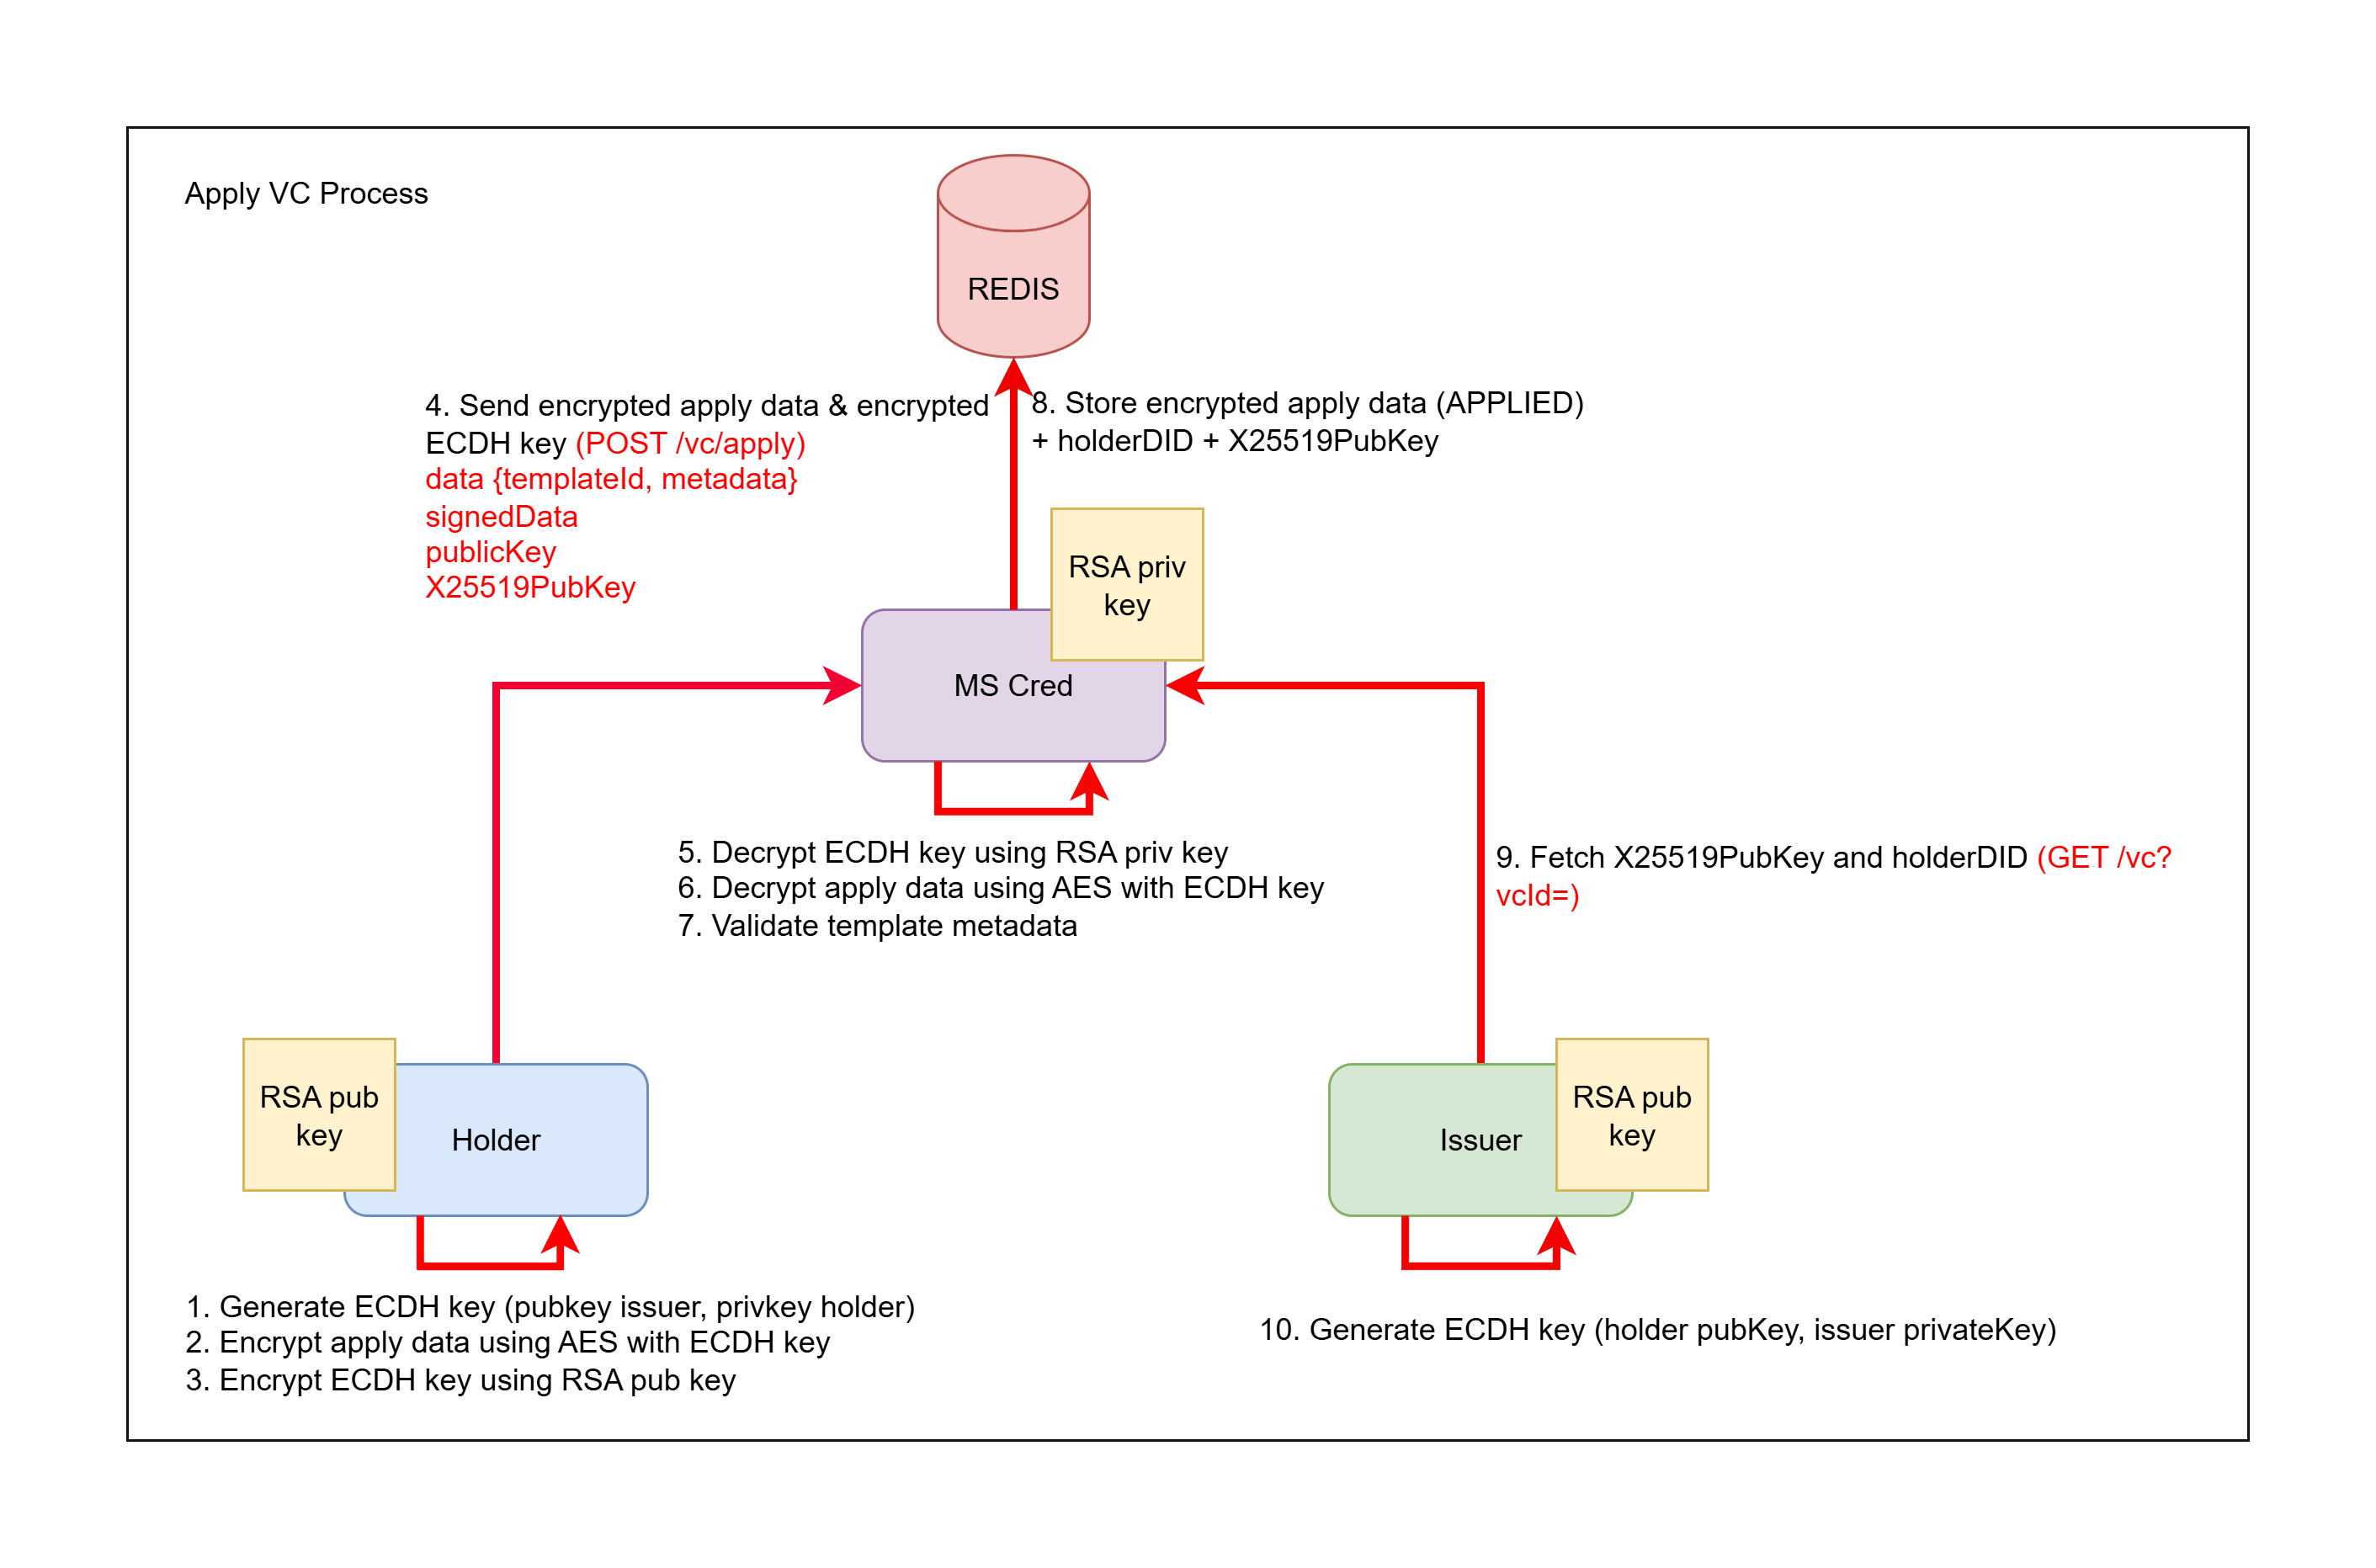 Apply VC Process
REDIS
4. Send encrypted apply data & encrypted
ECDH key (POST /vc/apply)
data {templateId, metadata}
signedData
publicKey
X25519PubKey
8. Store encrypted apply data (APPLIED)
+ holderDID + X25519PubKey
RSA priv
key
MS Cred
5. Decrypt ECDH key using RSA priv key
6. Decrypt apply data using AES with ECDH key
7. Validate template metadata
9. Fetch X25519PubKey and holderDID (GET /vc?
vcId=)
RSA pub
key
Holder
Issuer
RSA pub
key
1. Generate ECDH key (pubkey issuer, privkey holder)
2. Encrypt apply data using AES with ECDH key
3. Encrypt ECDH key using RSA pub key
10. Generate ECDH key (holder pubKey, issuer privateKey)